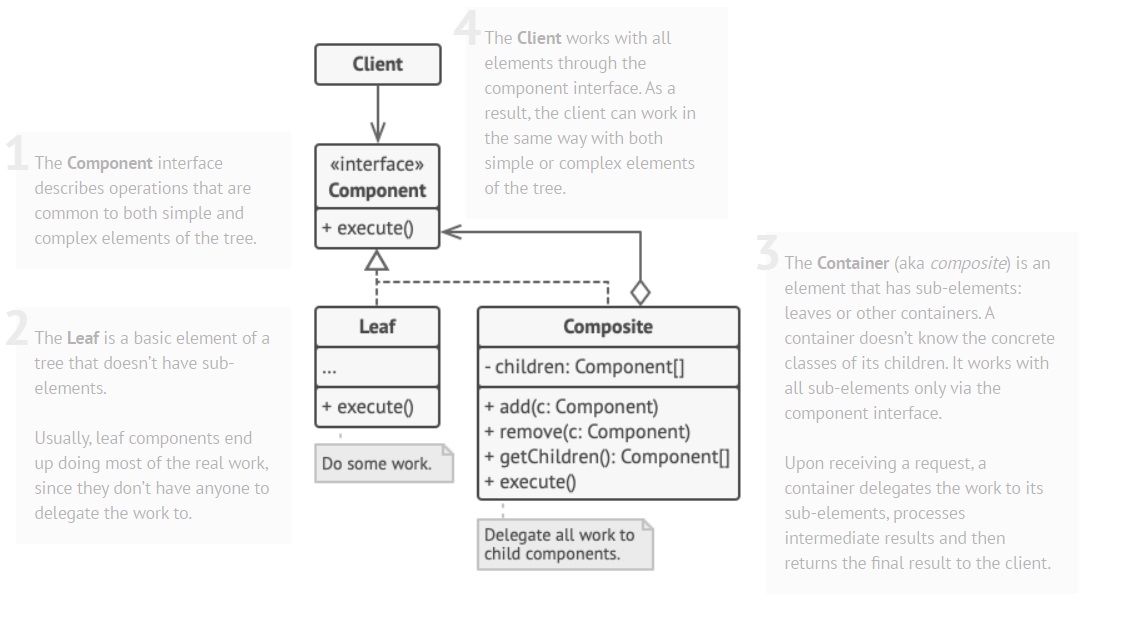 4
The Client works with all
elements through the
component interface. As a
result, the client can work in
the same way with both
simple or complex elements
of the tree.
Client
1
The Component interface
describes operations that are
common to both simple and
complex elements of the tree.
«interface»
Component
+ execute()
2
The Leaf is a basic element of a
tree that doesn't have sub-
elements.
Usually, leaf components end
up doing most of the real work,
since they don't have anyone to
delegate the work to.
Leaf
...
+ execute()
Do some work.
Composite
- children: Component[]
+ add(c: Component)
+ remove(c: Component)
+ getChildren(): Component[]
+ execute()
Delegate all work to
child components.
3
The Container (aka composite) is an
element that has sub-elements:
leaves or other containers. A
container doesn't know the concrete
classes of its children. It works with
all sub-elements only via the
component interface.
Upon receiving a request, a
container delegates the work to its
sub-elements, processes
intermediate results and then
returns the final result to the client.